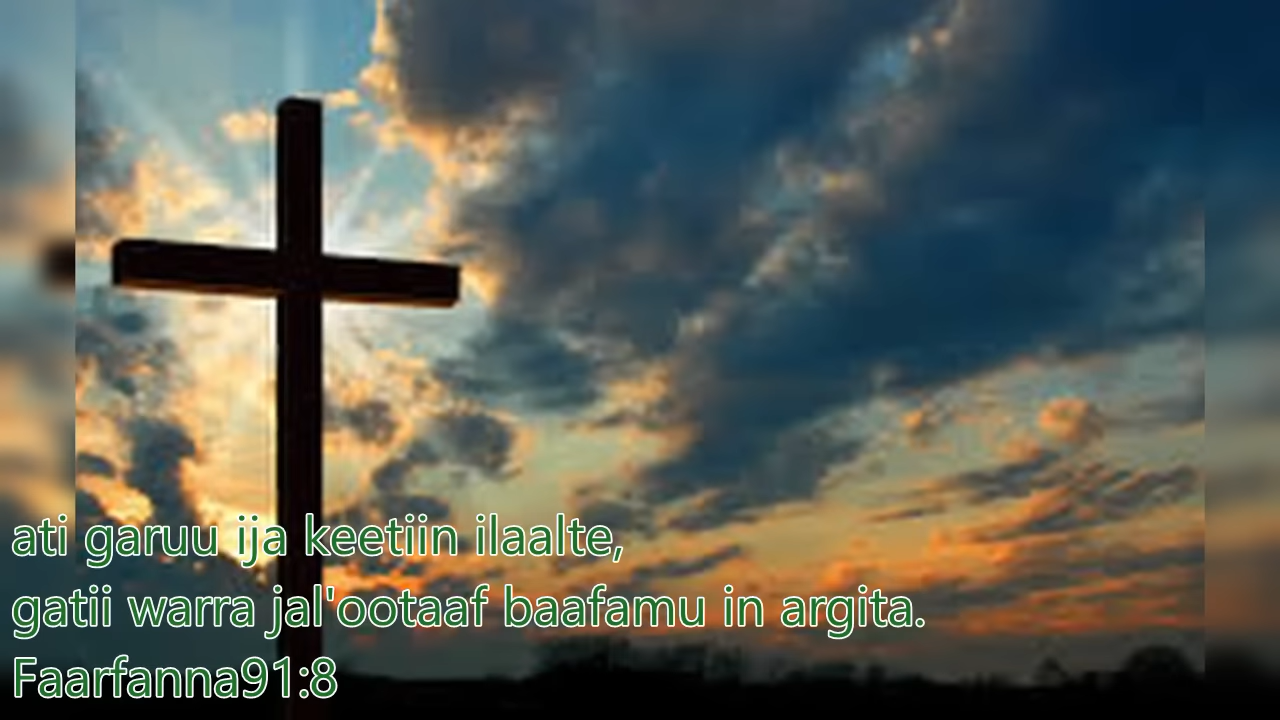 ati garuu ija keetiin ilaalte,
gatii warra jal'ootaaf baafamu in argita.
Faarfanna91:8